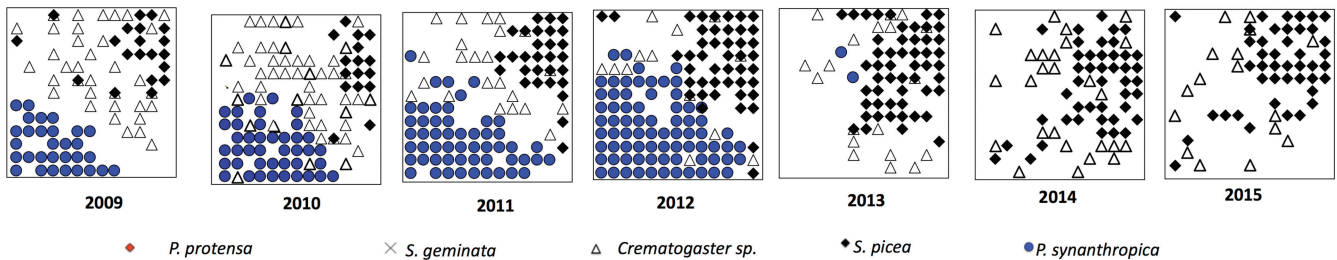 2009 2010 2011 2012 2013 2014 2015
P. protensa S. geminata Crematogaster sp. S. picea P. synanthropica